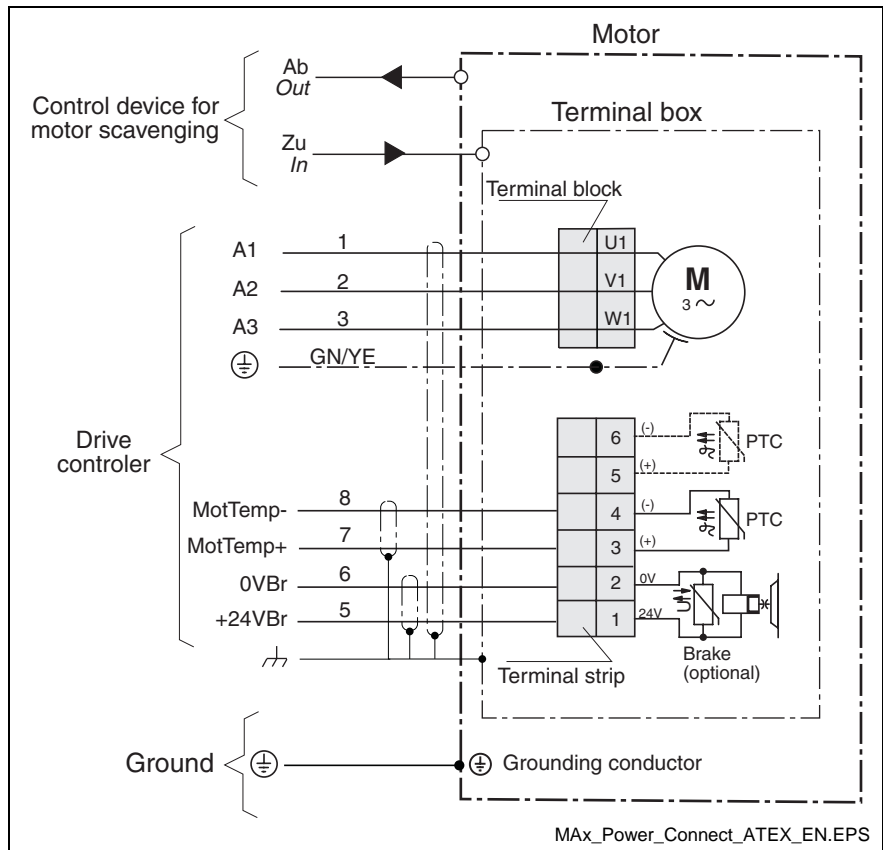 Motor
Ab
Out
Control device for
motor scavenging
Terminal box
Zu
In
Terminal block
A1 1 U1
A2 2 V1
A3 3 W1
M
3~
GN/YE
Drive
controler
6 (-)
PTC
5 (+)
MotTemp- 8 4 (-)
PTC
MotTemp+ 7 3 (+)
0VBr 6 2 0V
U
+24VBr 5 1 24V
Brake
(optional)
Terminal strip
Ground
Grounding conductor
MAx_Power_Connect_ATEX_EN.EPS